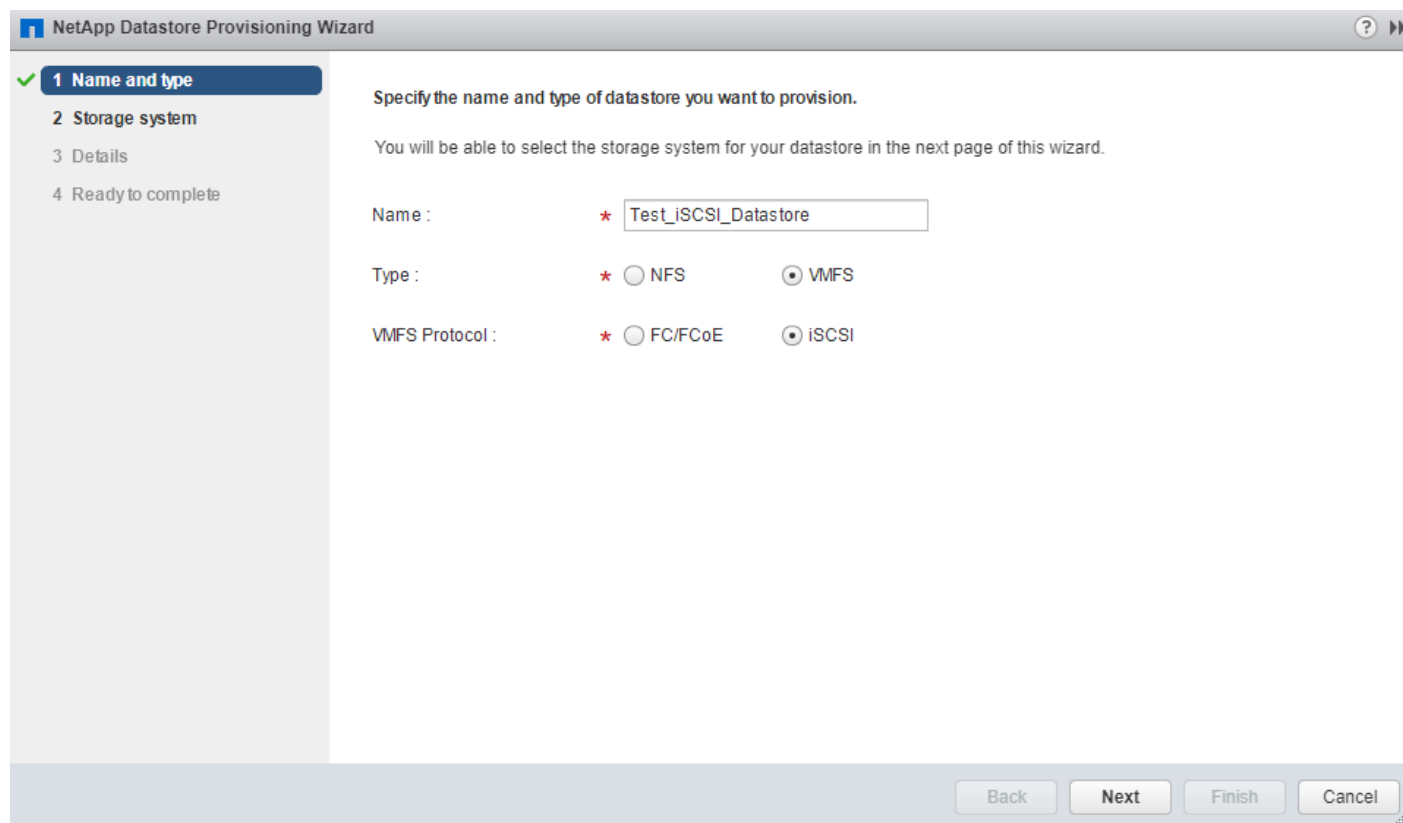 NetApp Datastore Provisioning Wizard
1 Name and type
2 Storage system
3 Details
4 Ready to complete
Specify the name and type of datastore you want to provision.
You will be able to select the storage system for your datastore in the next page of this wizard.
Name : * Test_iSCSI_Datastore
Type : * NFS VMFS
VMFS Protocol : * FC/FCoE iSCSI
Back Next Finish Cancel